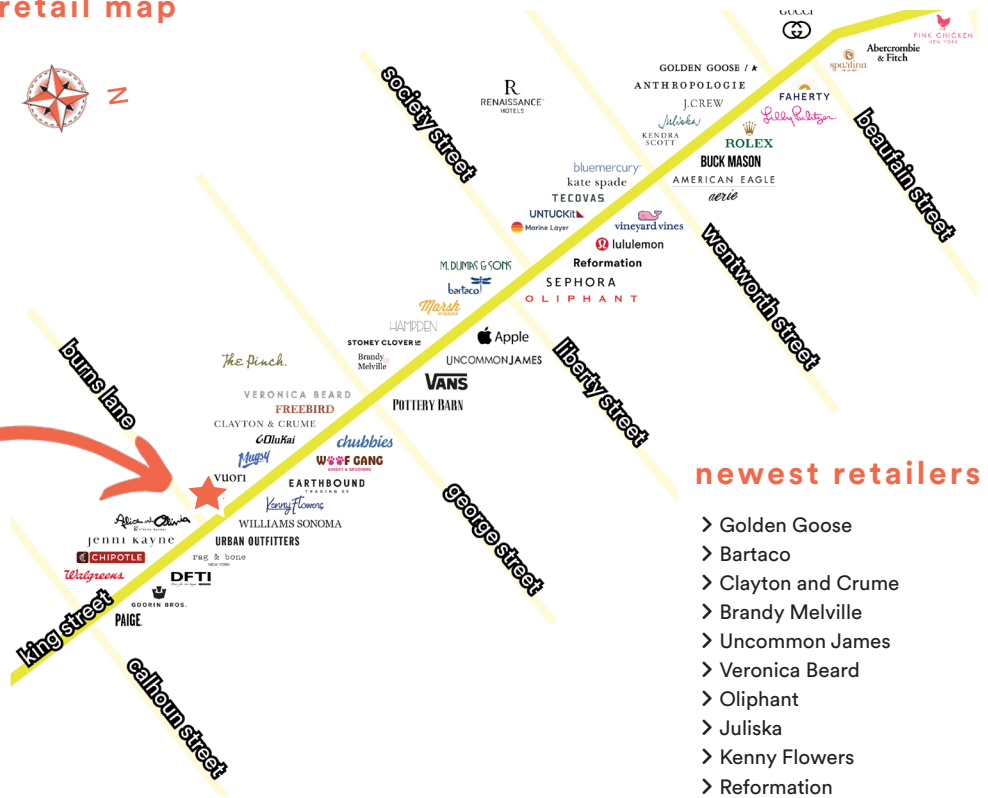 retail map
N
GUCCI
PINK CHICKEN
NEW YORK
Abercrombie
& Fitch
spartina
society street
R
RENAISSANCE
HOTELS
GOLDEN GOOSE
ANTHROPOLOGIE
J.CREW
Juliska
KENDRA
SCOTT
FAHERTY
Lilly Pulitzer
ROLEX
BUCK MASON
AMERICAN EAGLE
aerie
beaufain street
bluemercury
kate spade
TECOVAS
UNTUCKit
Marine Layer
vineyard vines
lululemon
Reformation
SEPHORA
OLIPHANT
wentworth street
M. DUMAS & SONS
bartaco
Marsh
HAMPDEN
STONEY CLOVER LN
Brandy
Melville
Apple
UNCOMMONJAMES
VANS
POTTERY BARN
liberty street
burns lane
The Pinch.
VERONICA BEARD
FREEBIRD
CLAYTON & CRUME
OluKai
Mugsy
vuori
chubbies
WOOF GANG
BAKERY & GROOMING
EARTHBOUND
TRADING CO
Kenny Flowers
WILLIAMS SONOMA
URBAN OUTFITTERS
rag & bone
NEW YORK
george street
Alice and Olivia
jenni kayne
CHIPOTLE
Walgreens
DFTI
GOORIN BROS.
PAIGE
king street
calhoun street
newest retailers
> Golden Goose
> Bartaco
> Clayton and Crume
> Brandy Melville
> Uncommon James
> Veronica Beard
> Oliphant
> Juliska
> Kenny Flowers
> Reformation